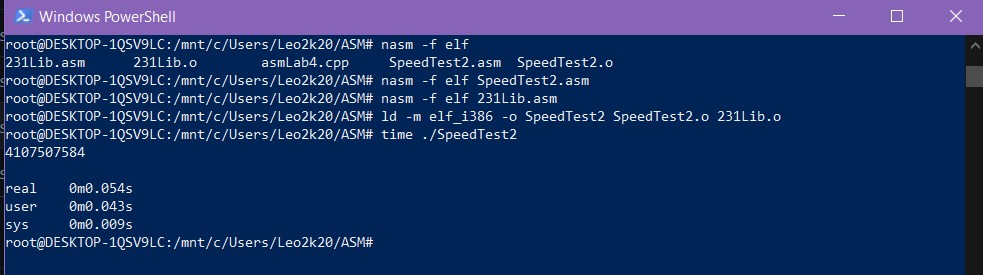 Windows PowerShell
root@DESKTOP-1QSV9LC:/mnt/c/Users/Leo2k20/ASM# nasm -f elf
231Lib.asm 231Lib.o asmLab4.cpp SpeedTest2.asm SpeedTest2.o
root@DESKTOP-1QSV9LC:/mnt/c/Users/Leo2k20/ASM# nasm -f elf SpeedTest2.asm
root@DESKTOP-1QSV9LC:/mnt/c/Users/Leo2k20/ASM# nasm -f elf 231Lib.asm
root@DESKTOP-1QSV9LC:/mnt/c/Users/Leo2k20/ASM# ld -m elf_i386 -o SpeedTest2 SpeedTest2.o 231Lib.o
root@DESKTOP-1QSV9LC:/mnt/c/Users/Leo2k20/ASM# time ./SpeedTest2
4107507584
real 0m0.054s
user 0m0.043s
sys 0m0.009s
root@DESKTOP-1QSV9LC:/mnt/c/Users/Leo2k20/ASM#